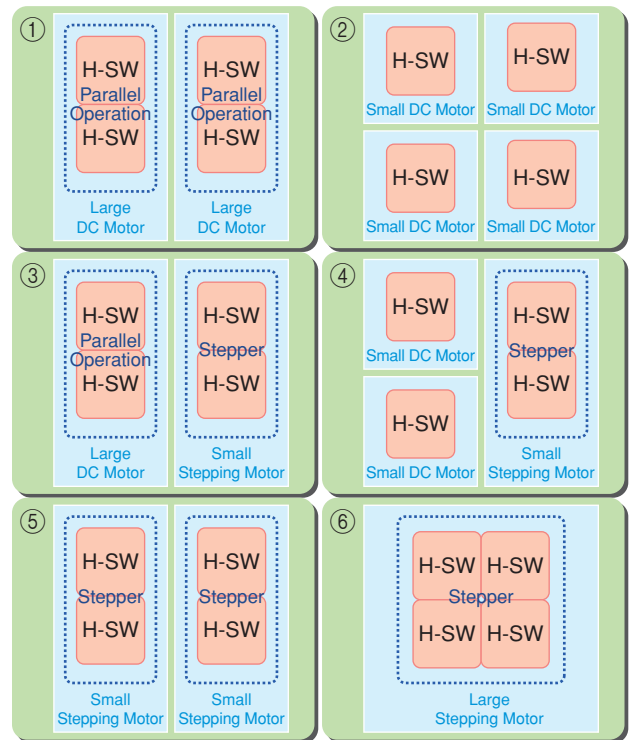 ①
H-SW
Parallel
Operation
H-SW
Large
DC Motor
H-SW
Parallel
Operation
H-SW
Large
DC Motor
②
H-SW
Small DC Motor
H-SW
Small DC Motor
H-SW
Small DC Motor
H-SW
Small DC Motor
③
H-SW
Parallel
Operation
H-SW
Large
DC Motor
H-SW
Stepper
H-SW
Small
Stepping Motor
④
H-SW
Small DC Motor
H-SW
Small DC Motor
H-SW
Stepper
H-SW
Small
Stepping Motor
⑤
H-SW
Stepper
H-SW
Small
Stepping Motor
H-SW
Stepper
H-SW
Small
Stepping Motor
⑥
H-SW H-SW
Stepper
H-SW H-SW
Large
Stepping Motor